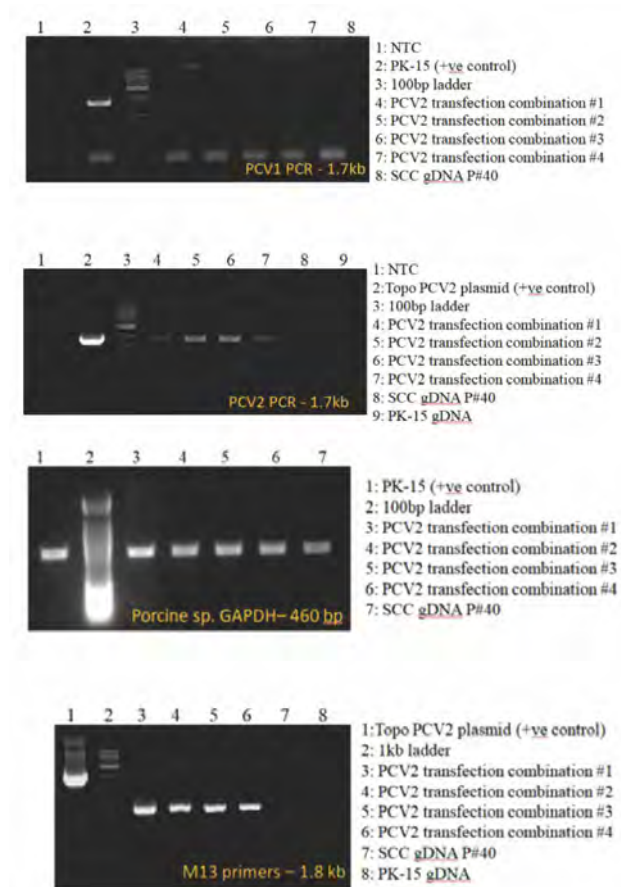 1 2 3 4 5 6 7 8
1: NTC
2: PK-15 (+ve control)
3: 100bp ladder
4: PCV2 transfection combination #1
5: PCV2 transfection combination #2
6: PCV2 transfection combination #3
7: PCV2 transfection combination #4
8: SCC gDNA P#40
PCV1 PCR - 1.7kb
1 2 3 4 5 6 7 8 9
1: NTC
2:Topo PCV2 plasmid (+ve control)
3: 100bp ladder
4: PCV2 transfection combination #1
5: PCV2 transfection combination #2
6: PCV2 transfection combination #3
7: PCV2 transfection combination #4
8: SCC gDNA P#40
9: PK-15 gDNA
PCV2 PCR - 1.7kb
1 2 3 4 5 6 7
1: PK-15 (+ve control)
2: 100bp ladder
3: PCV2 transfection combination #1
4: PCV2 transfection combination #2
5: PCV2 transfection combination #3
6: PCV2 transfection combination #4
7: SCC gDNA P#40
Porcine sp. GAPDH– 460 bp
1 2 3 4 5 6 7 8
1:Topo PCV2 plasmid (+ve control)
2: 1kb ladder
3: PCV2 transfection combination #1
4: PCV2 transfection combination #2
5: PCV2 transfection combination #3
6: PCV2 transfection combination #4
7: SCC gDNA P#40
8: PK-15 gDNA
M13 primers – 1.8 kb